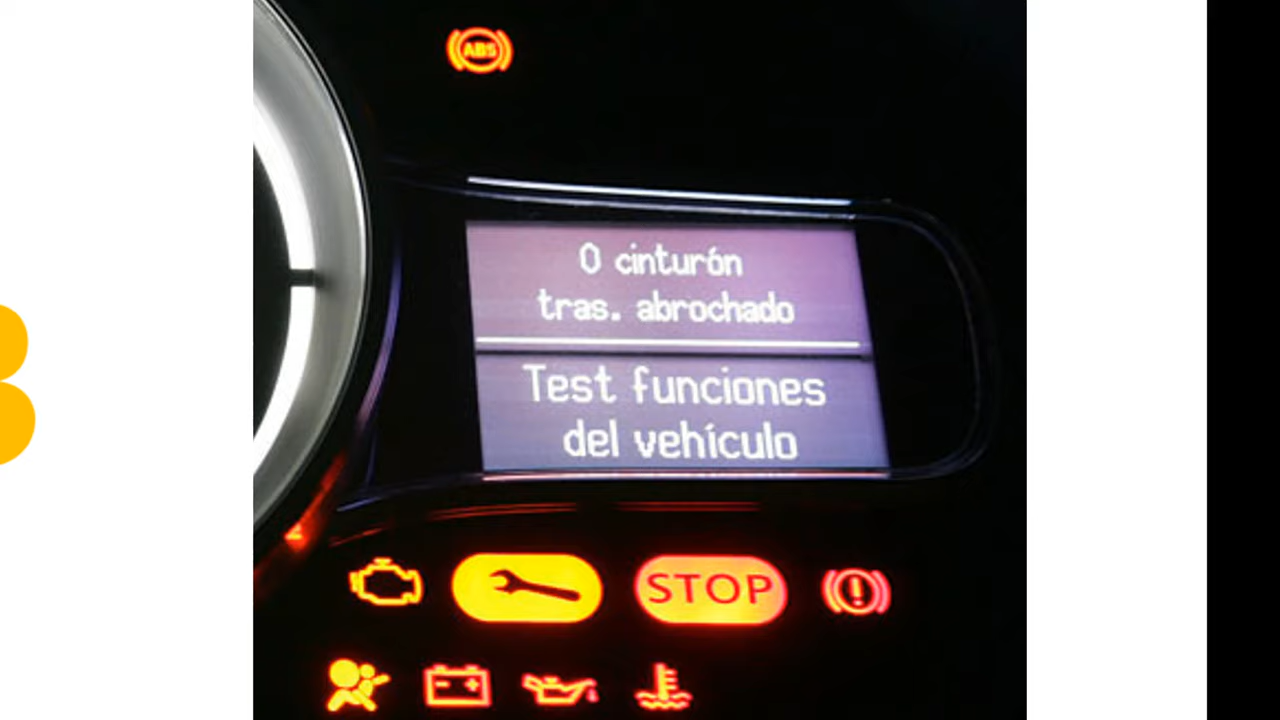 ABS
0 cinturón
tras. abrochado
Test funciones
del vehículo
STOP